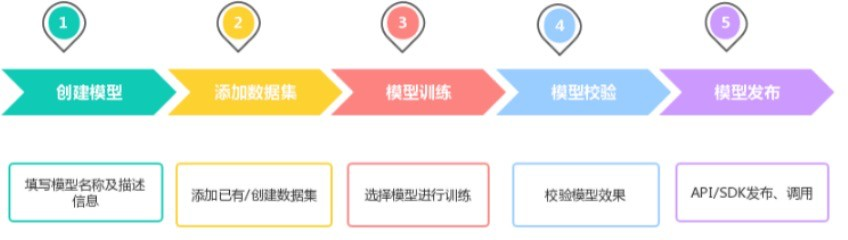 1
2
3
4
5
创建模型
添加数据集
模型训练
模型校验
模型发布
填写模型名称及描述
信息
添加已有/创建数据集
选择模型进行训练
校验模型效果
API/SDK发布、调用